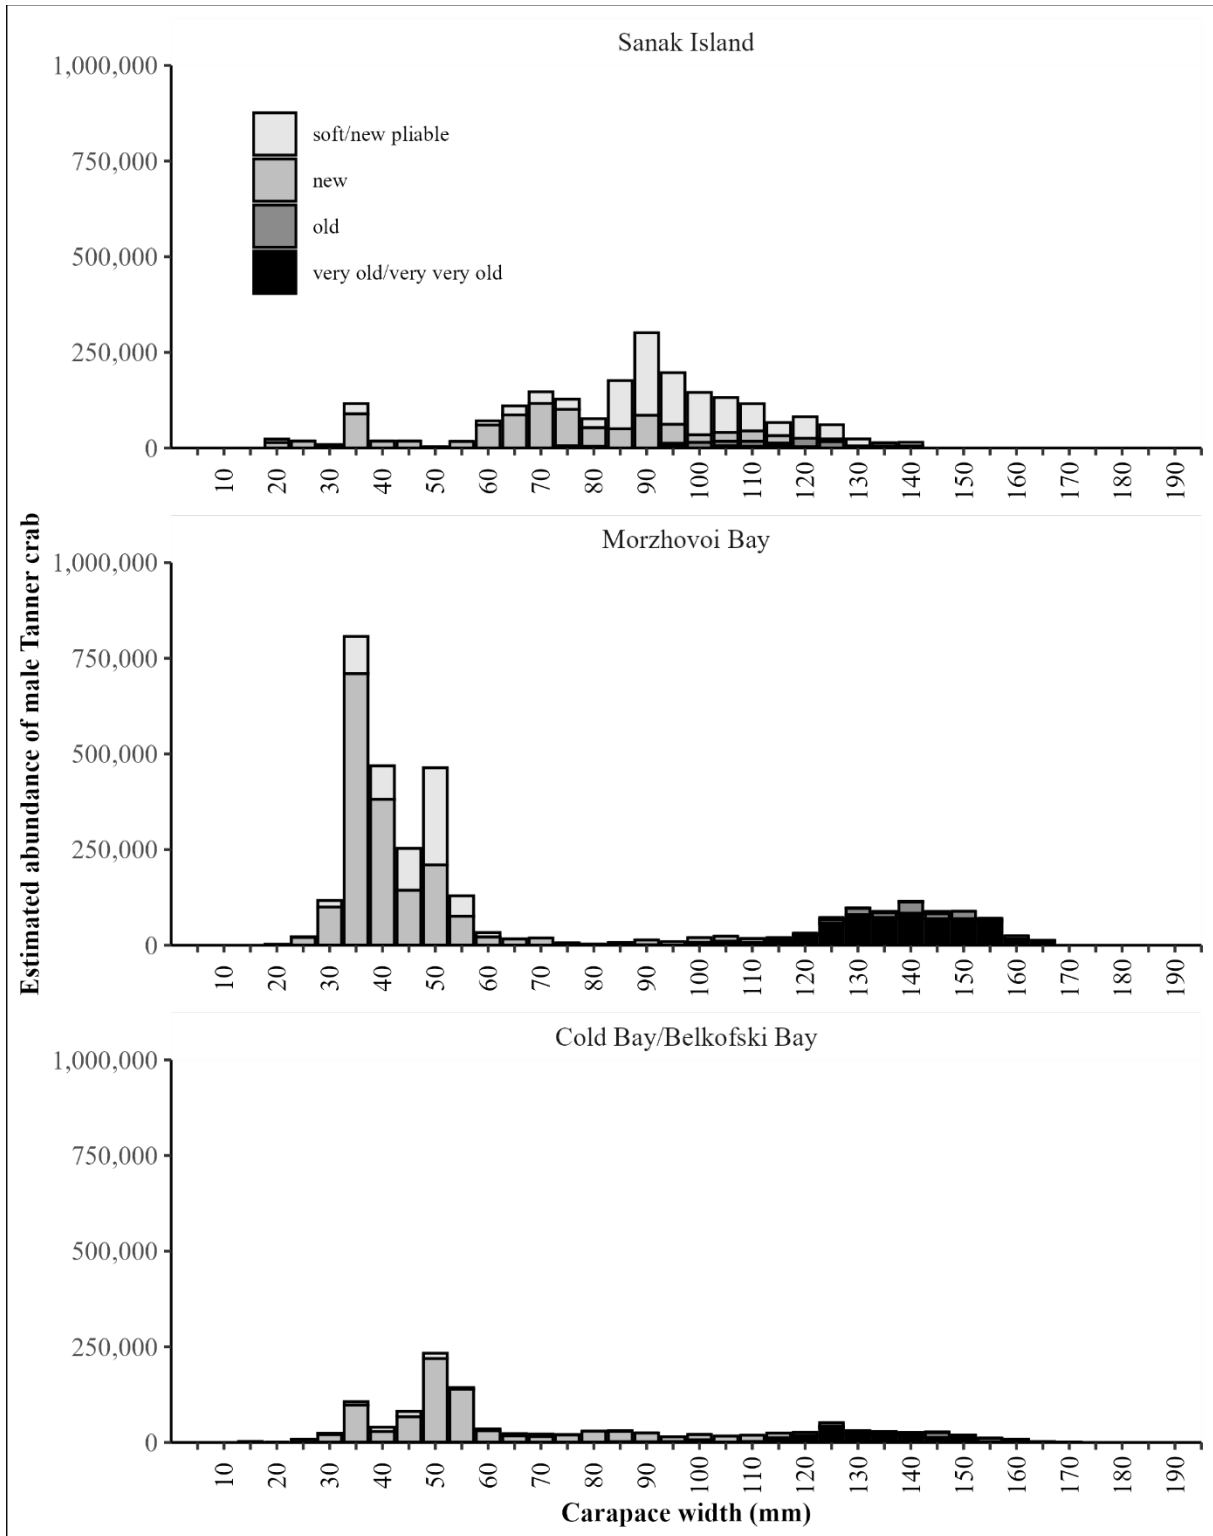 Sanak Island
1,000,000
750,000
500,000
250,000
0
soft/new pliable
new
old
very old/very very old
10 20 30 40 50 60 70 80 90 100 110 120 130 140 150 160 170 180 190
Estimated abundance of male Tanner crab
Morzhovoi Bay
1,000,000
750,000
500,000
250,000
0
10 20 30 40 50 60 70 80 90 100 110 120 130 140 150 160 170 180 190
Cold Bay/Belkofski Bay
1,000,000
750,000
500,000
250,000
0
10 20 30 40 50 60 70 80 90 100 110 120 130 140 150 160 170 180 190
Carapace width (mm)